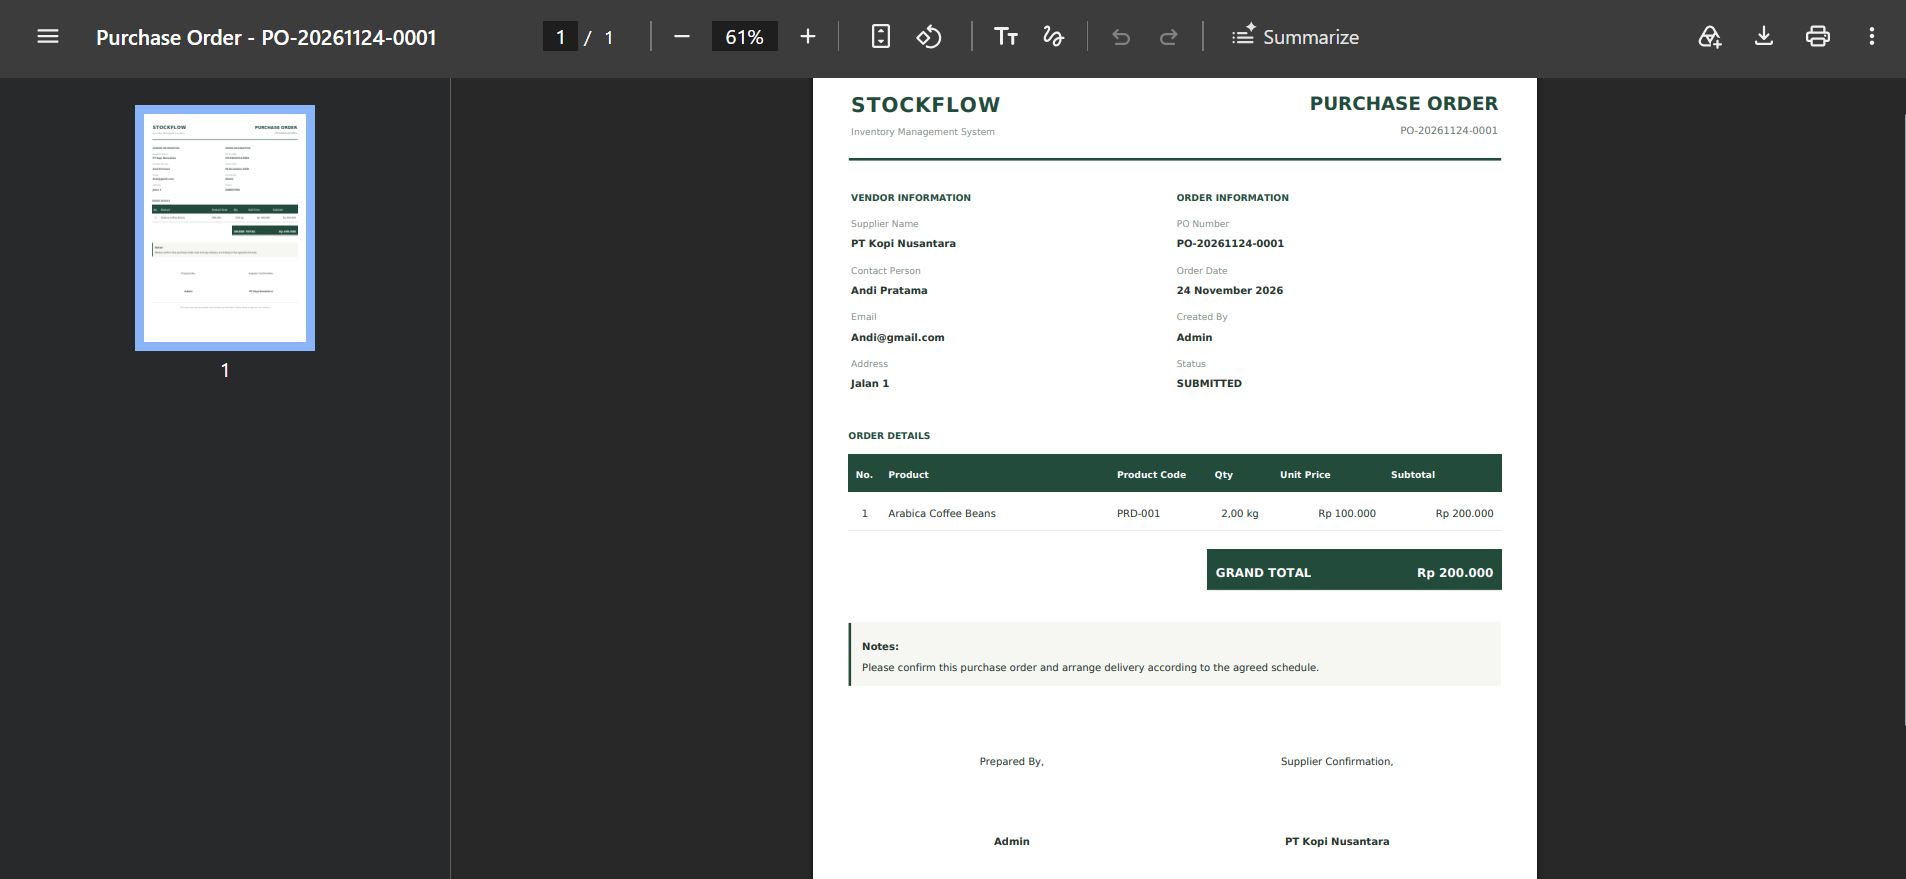 Purchase Order - PO-20261124-0001
1 / 1
61%
Summarize
1
STOCKFLOW
Inventory Management System
PURCHASE ORDER
PO-20261124-0001
VENDOR INFORMATION
Supplier Name
PT Kopi Nusantara
Contact Person
Andi Pratama
Email
Andi@gmail.com
Address
Jalan 1
ORDER INFORMATION
PO Number
PO-20261124-0001
Order Date
24 November 2026
Created By
Admin
Status
SUBMITTED
ORDER DETAILS
No. Product Product Code Qty Unit Price Subtotal
1 Arabica Coffee Beans PRD-001 2,00 kg Rp 100.000 Rp 200.000
GRAND TOTAL Rp 200.000
Notes:
Please confirm this purchase order and arrange delivery according to the agreed schedule.
Prepared By,
Admin
Supplier Confirmation,
PT Kopi Nusantara